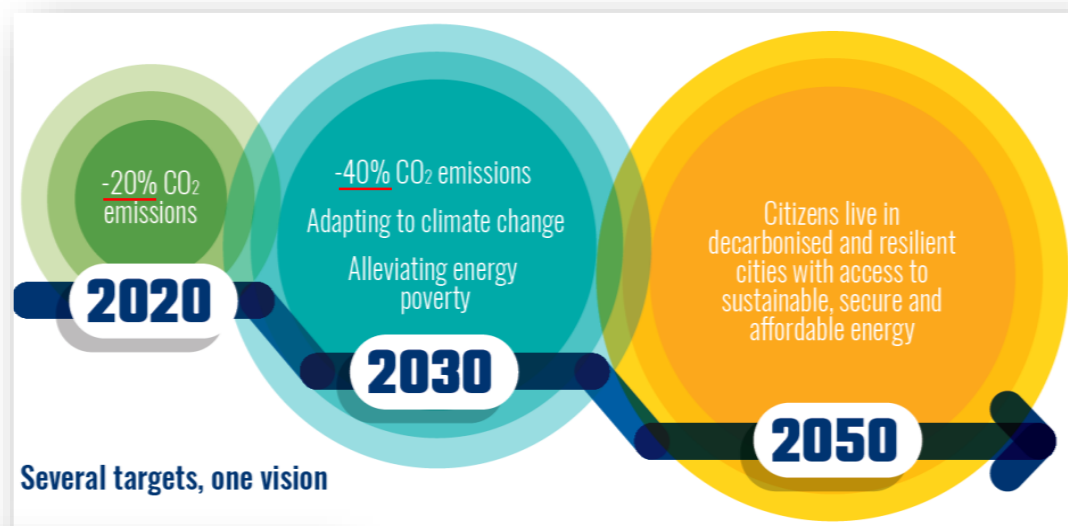 -20% CO₂
emissions
2020
-40% CO₂ emissions
Adapting to climate change
Alleviating energy
poverty
2030
Citizens live in
decarbonised and resilient
cities with access to
sustainable, secure and
affordable energy
2050
Several targets, one vision